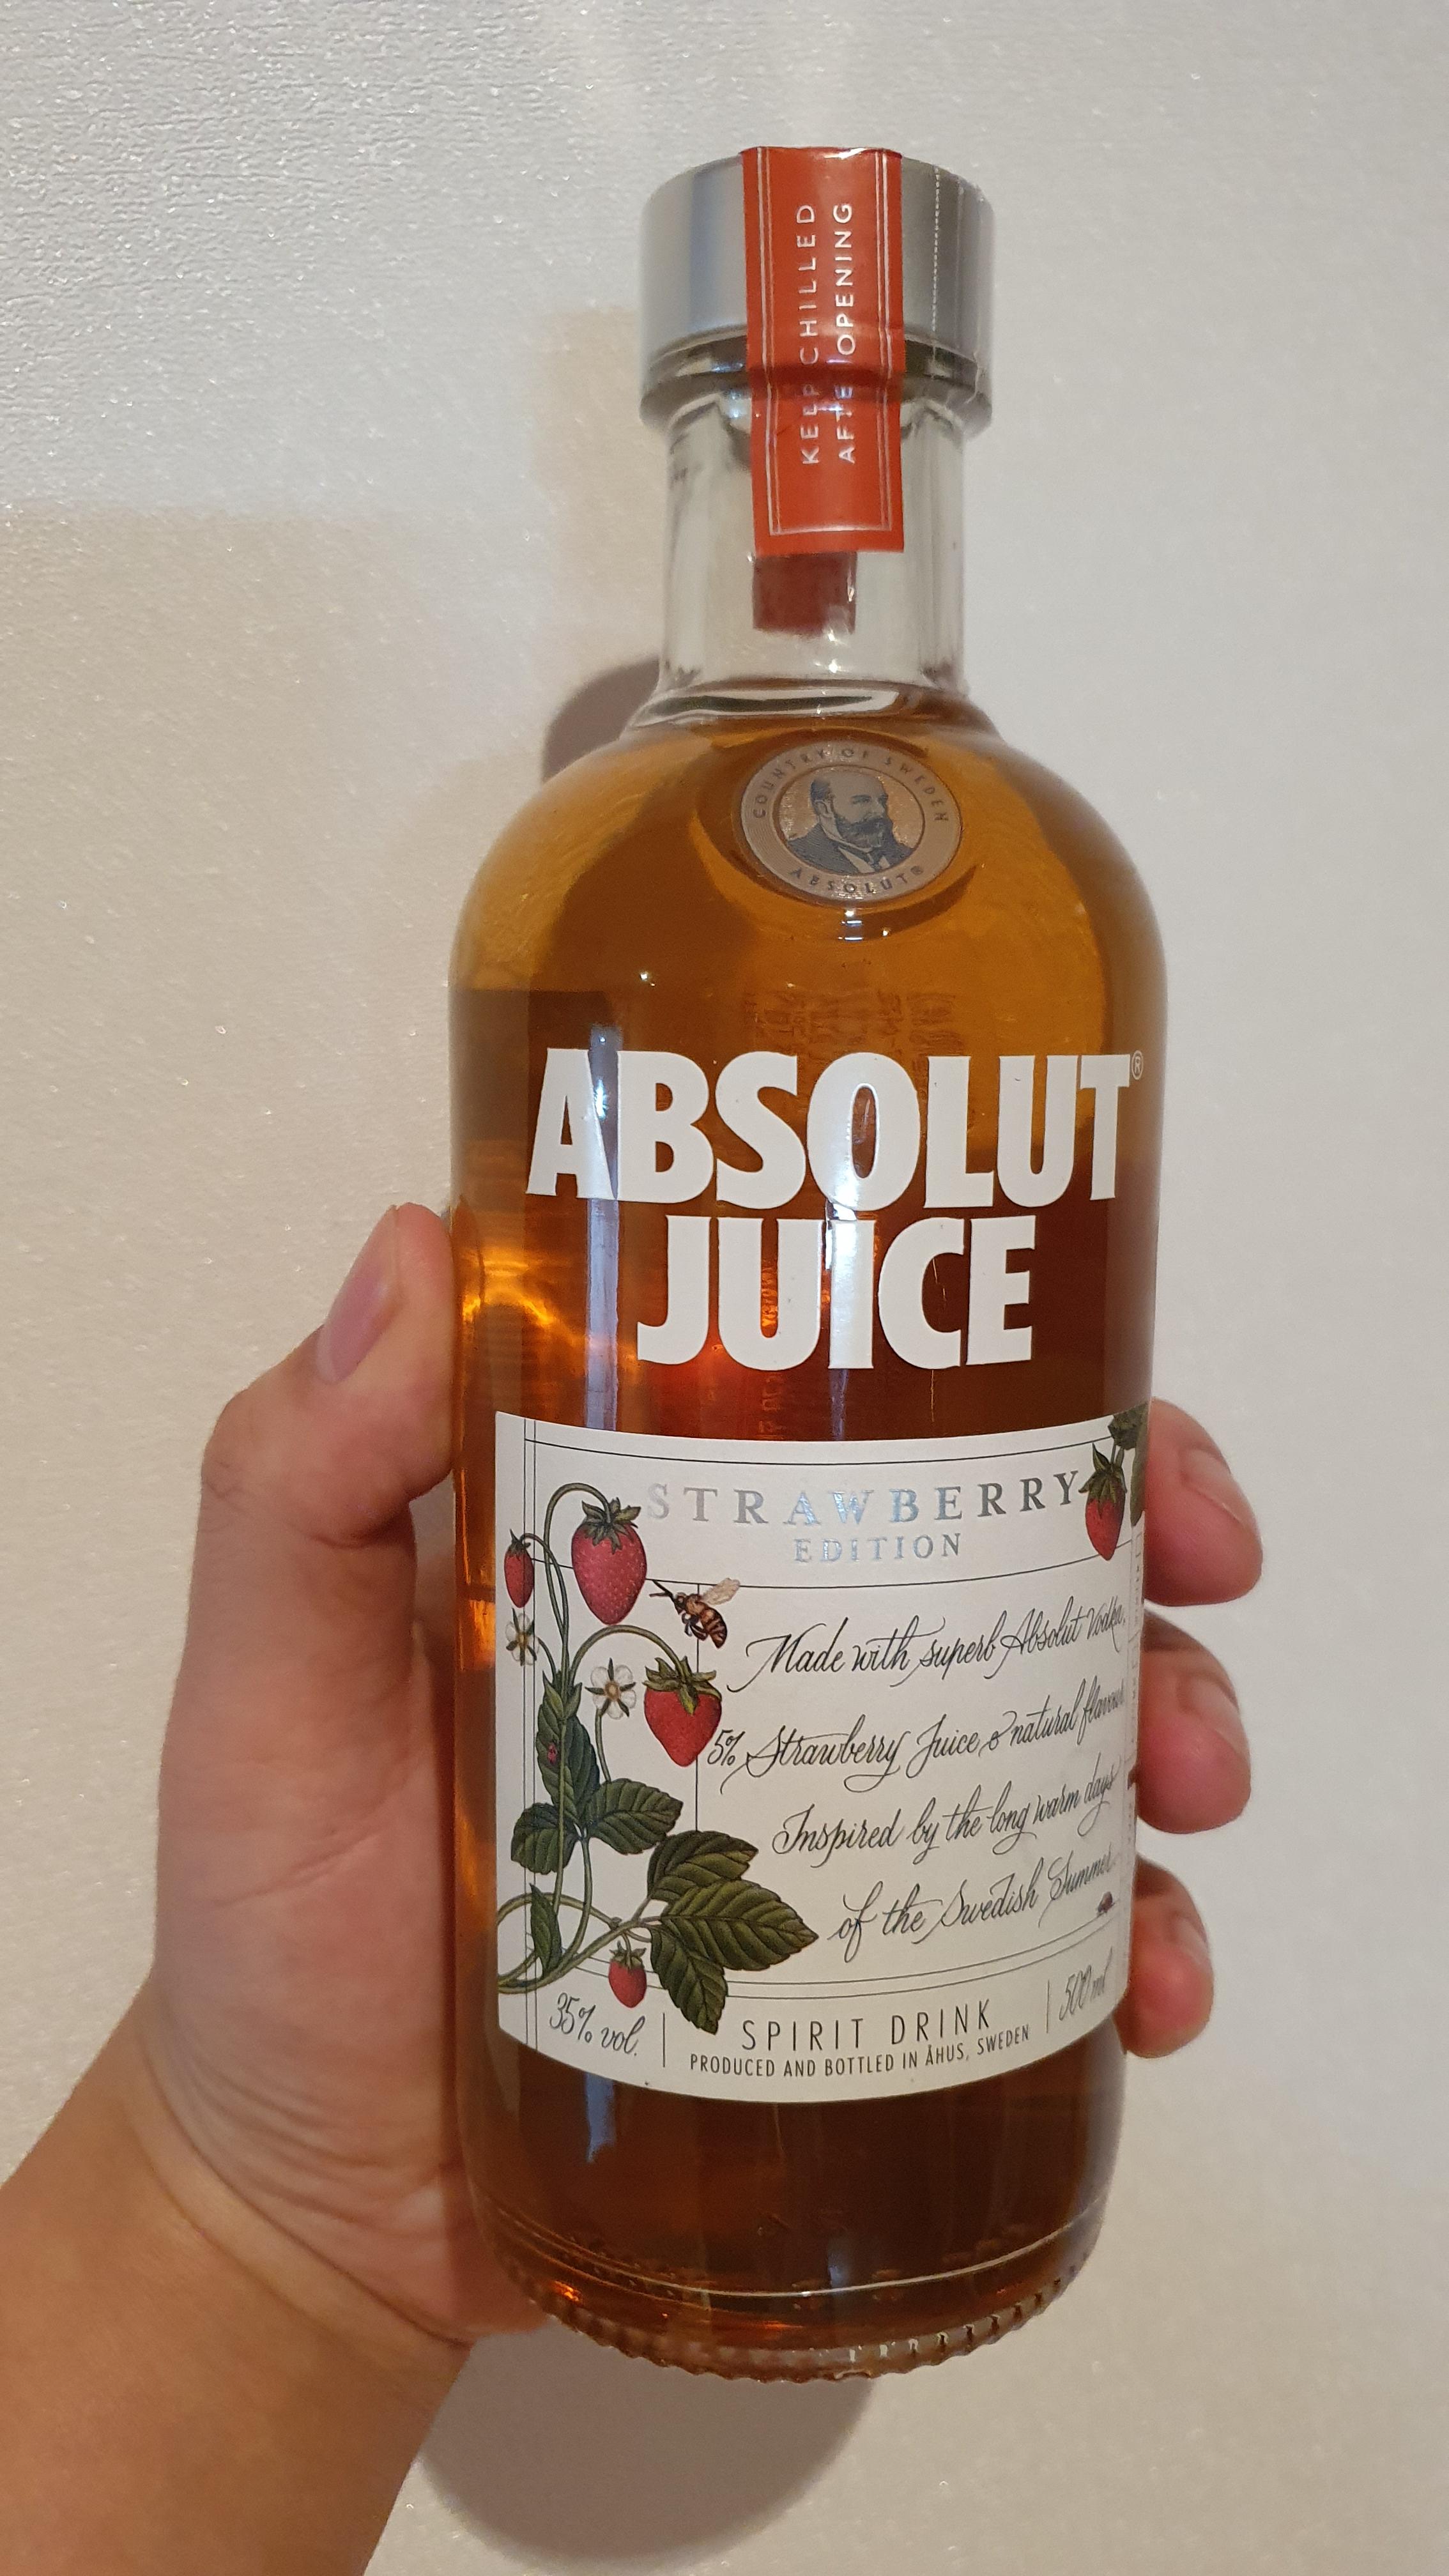 KEEP CHILLED
AFTER OPENING
COUNTRY OF SWEDEN
ABSOLUT®
ABSOLUT®
JUICE
STRAWBERRY
EDITION
Made with superb Absolut Vodka,
5% Strawberry Juice & natural flavours
Inspired by the long warm days
of the Swedish Summer
35% vol.
SPIRIT DRINK
500 ml
PRODUCED AND BOTTLED IN ÅHUS, SWEDEN